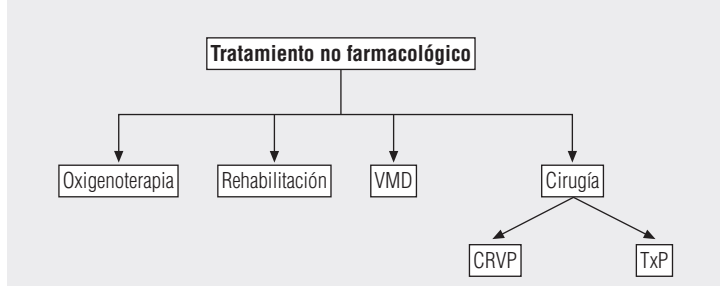 Tratamiento no farmacológico
Oxigenoterapia
Rehabilitación
VMD
Cirugía
CRVP
TxP